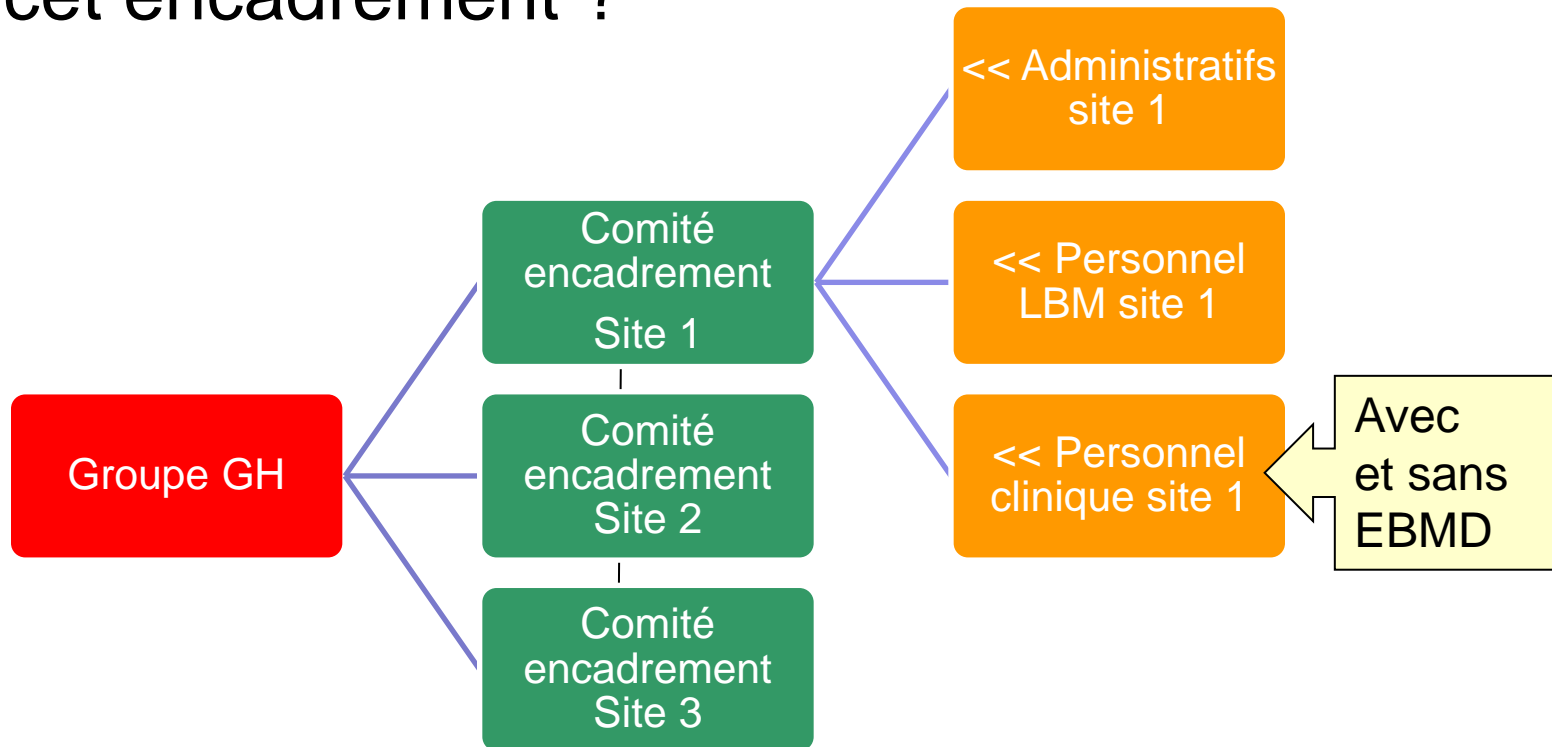 cet encadrement ?
Groupe GH
Comité
encadrement
Site 1
Comité
encadrement
Site 2
Comité
encadrement
Site 3
<< Administratifs
site 1
<< Personnel
LBM site 1
<< Personnel
clinique site 1
Avec
et sans
EBMD